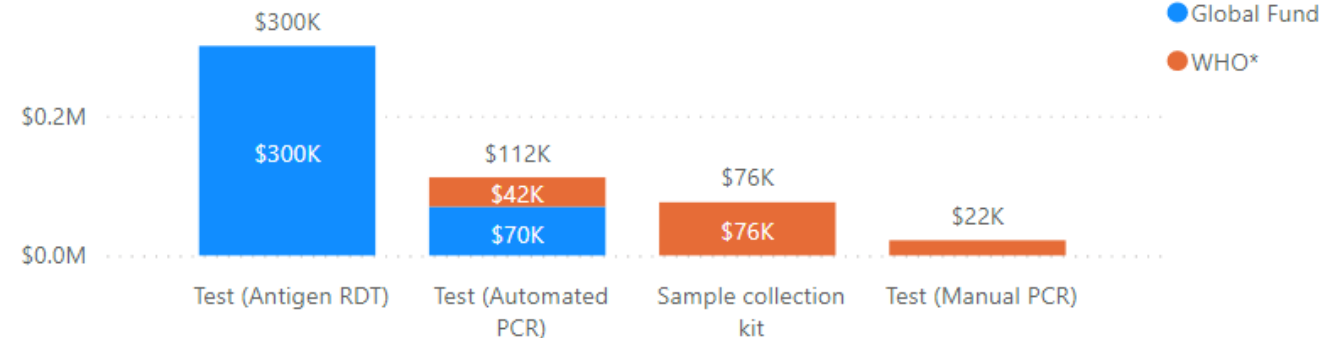 $300K
Global Fund
WHO*
$0.2M
$300K
$112K
$42K
$70K
$76K
$76K
$22K
$0.0M
Test (Antigen RDT)
Test (Automated
PCR)
Sample collection
kit
Test (Manual PCR)